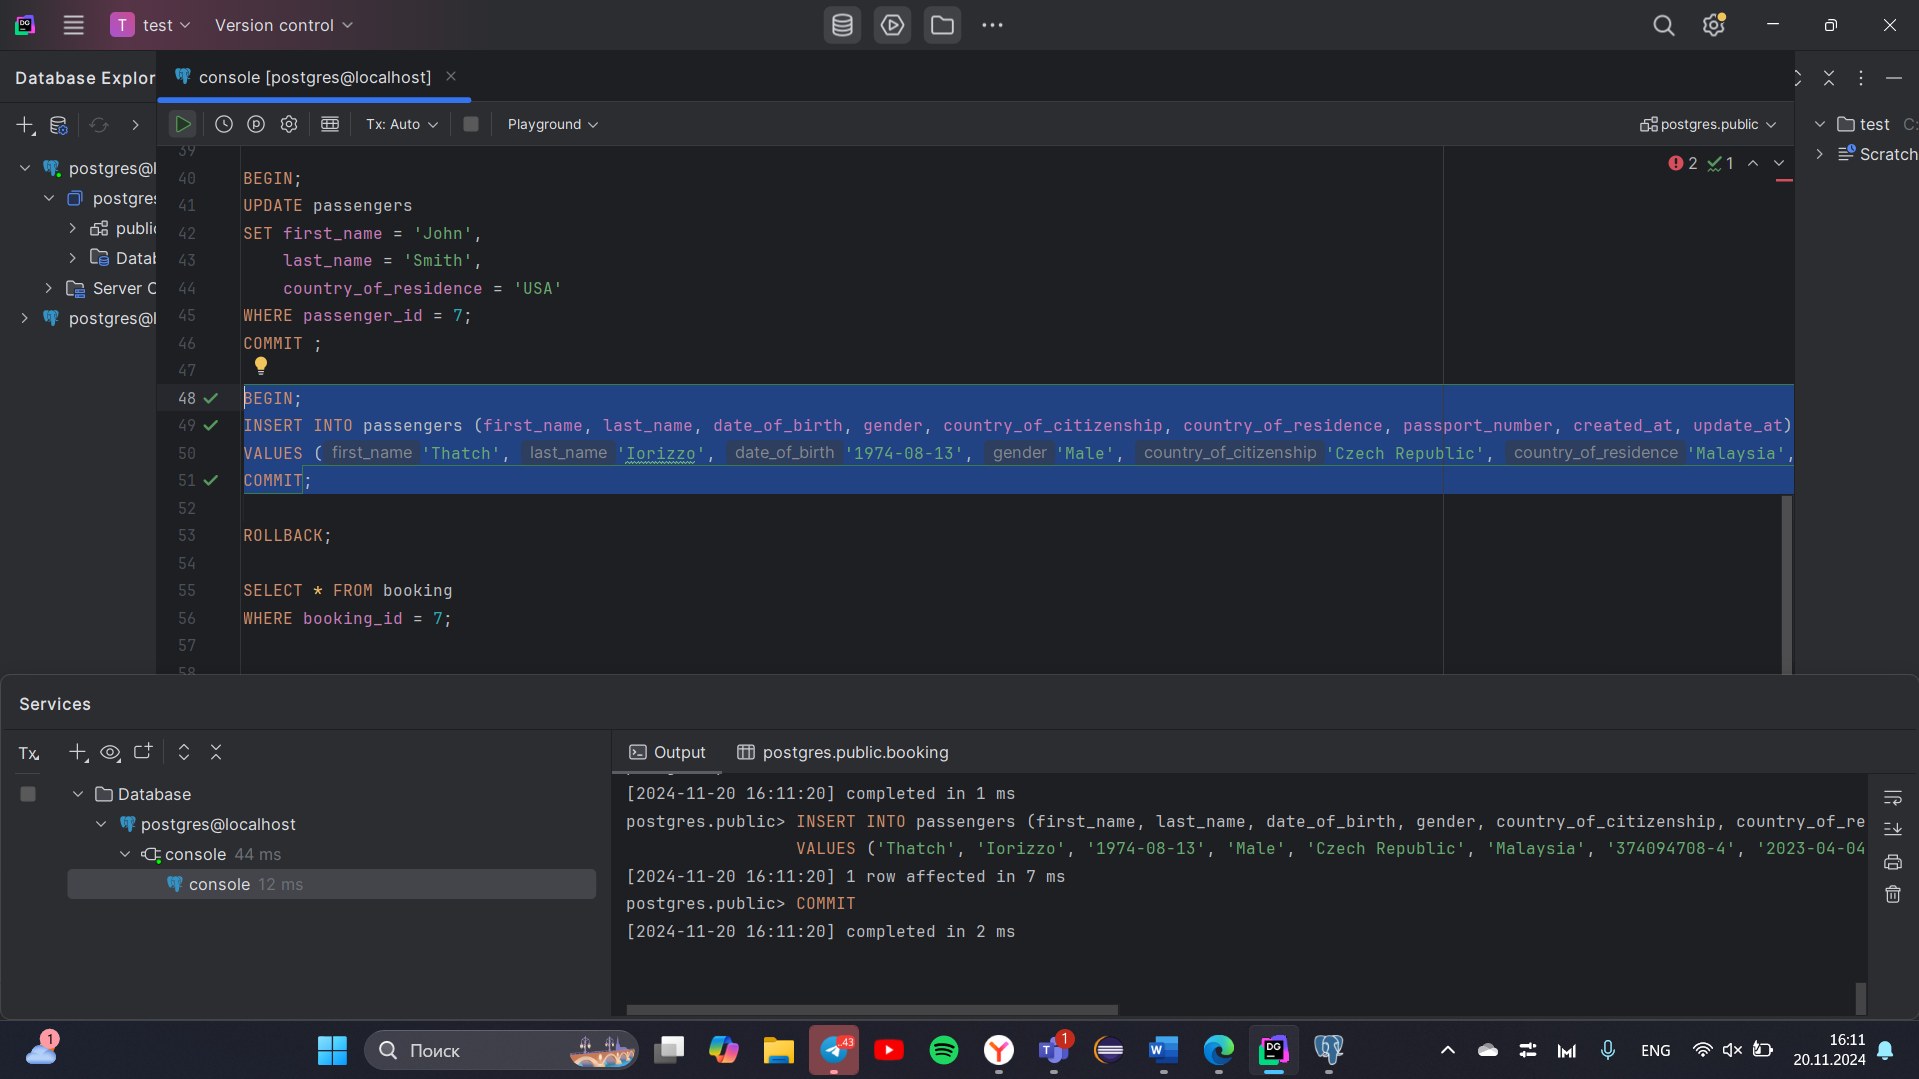 T test Version control
Database Explor
console [postgres@localhost]
Tx: Auto Playground postgres.public
postgres@l
postgres
public
Datab
Server C
postgres@l
39
40 BEGIN;
41 UPDATE passengers
42 SET first_name = 'John',
43 last_name = 'Smith',
44 country_of_residence = 'USA'
45 WHERE passenger_id = 7;
46 COMMIT ;
47
48 BEGIN;
49 INSERT INTO passengers (first_name, last_name, date_of_birth, gender, country_of_citizenship, country_of_residence, passport_number, created_at, update_at)
50 VALUES ( first_name 'Thatch', last_name 'Iorizzo', date_of_birth '1974-08-13', gender 'Male', country_of_citizenship 'Czech Republic', country_of_residence 'Malaysia',
51 COMMIT;
52
53 ROLLBACK;
54
55 SELECT * FROM booking
56 WHERE booking_id = 7;
57
58
2 1
test C:
Scratch
Services
Tx
Database
postgres@localhost
console 44 ms
console 12 ms
Output postgres.public.booking
[2024-11-20 16:11:20] completed in 1 ms
postgres.public> INSERT INTO passengers (first_name, last_name, date_of_birth, gender, country_of_citizenship, country_of_re
VALUES ('Thatch', 'Iorizzo', '1974-08-13', 'Male', 'Czech Republic', 'Malaysia', '374094708-4', '2023-04-04
[2024-11-20 16:11:20] 1 row affected in 7 ms
postgres.public> COMMIT
[2024-11-20 16:11:20] completed in 2 ms
1
Поиск
43
1
DG
ENG
16:11
20.11.2024